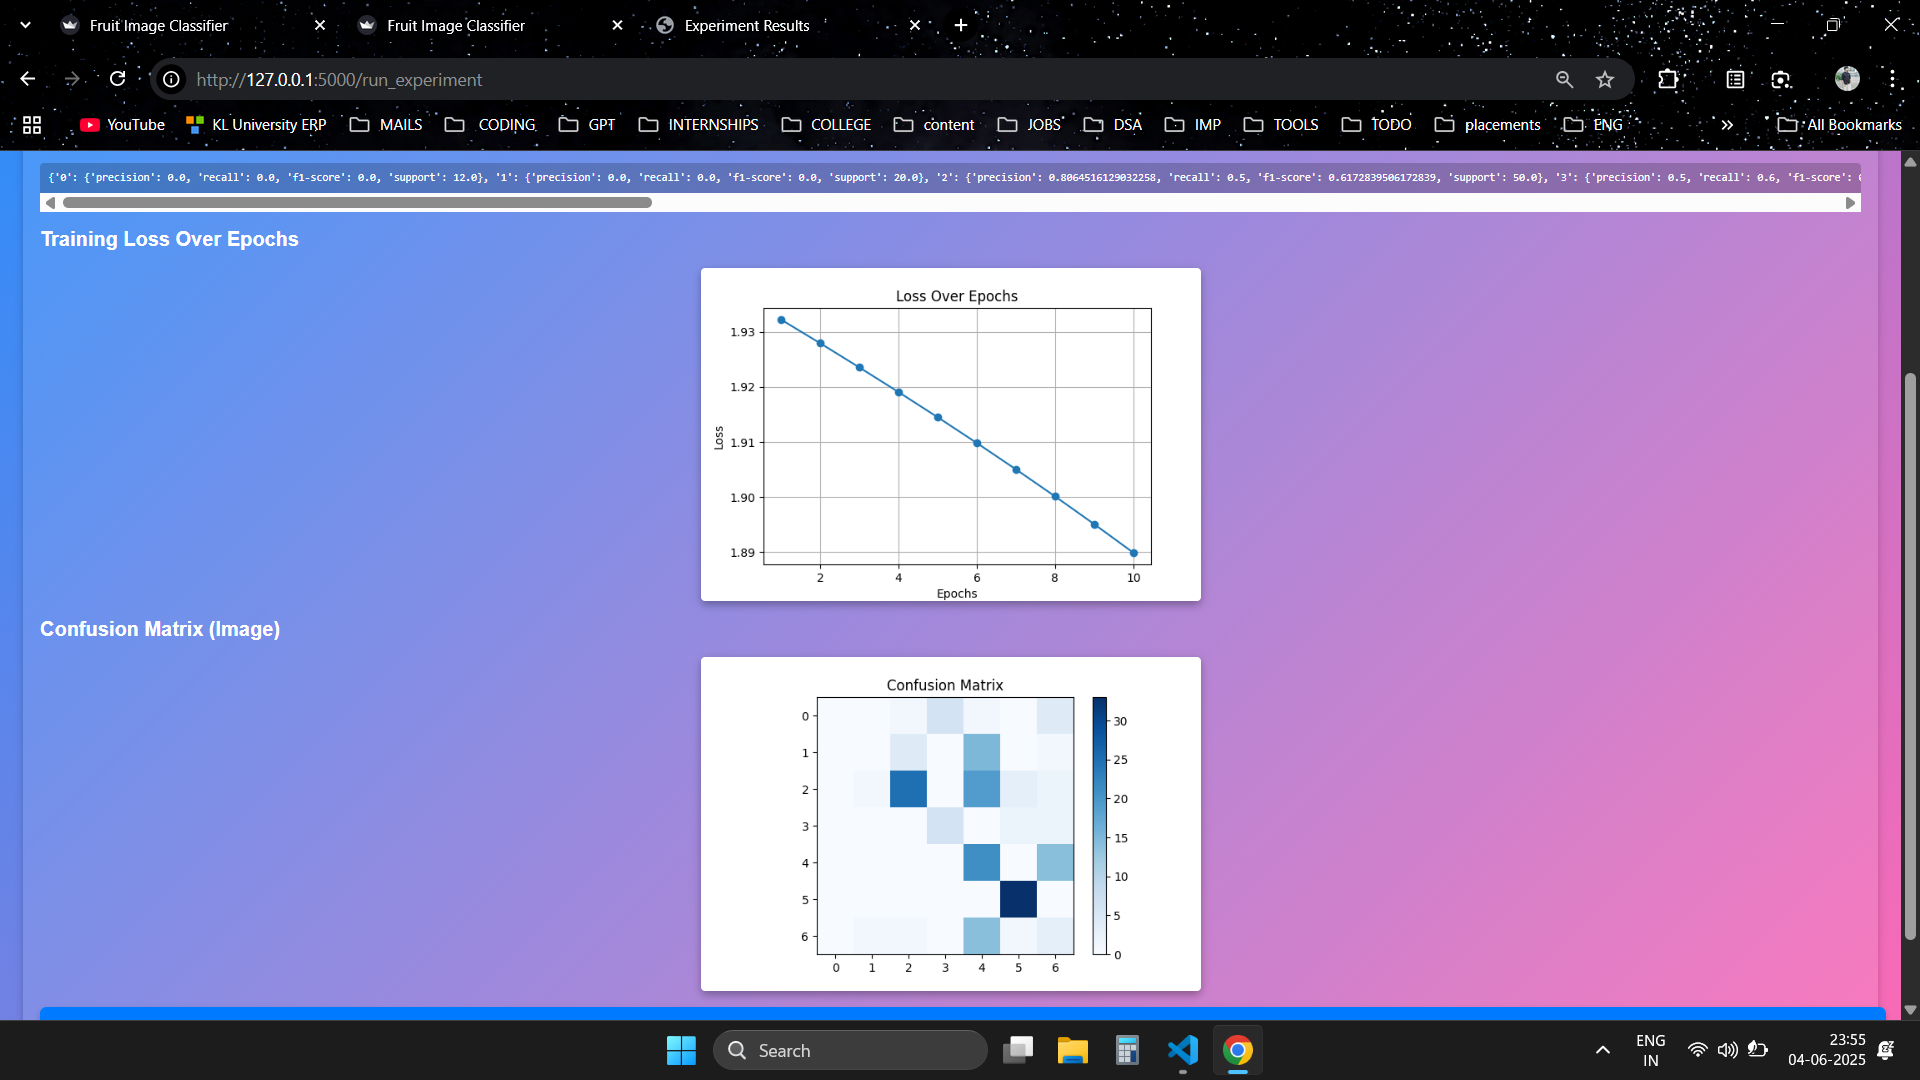 Fruit Image Classifier
Fruit Image Classifier
Experiment Results
http://127.0.0.1:5000/run_experiment
YouTube
KL University ERP
MAILS
CODING
GPT
INTERNSHIPS
COLLEGE
content
JOBS
DSA
IMP
TOOLS
TODO
placements
ENG
All Bookmarks
{'0': {'precision': 0.0, 'recall': 0.0, 'f1-score': 0.0, 'support': 12.0}, '1': {'precision': 0.0, 'recall': 0.0, 'f1-score': 0.0, 'support': 20.0}, '2': {'precision': 0.8064516129032258, 'recall': 0.5, 'f1-score': 0.6172839506172839, 'support': 50.0}, '3': {'precision': 0.5, 'recall': 0.6, 'f1-score':
Training Loss Over Epochs
Loss Over Epochs
1.93
1.92
1.91
1.90
1.89
Loss
2 4 6 8 10
Epochs
Confusion Matrix (Image)
Confusion Matrix
0
1
2
3
4
5
6
0 1 2 3 4 5 6
30
25
20
15
10
5
0
Search
ENG
IN
23:55
04-06-2025